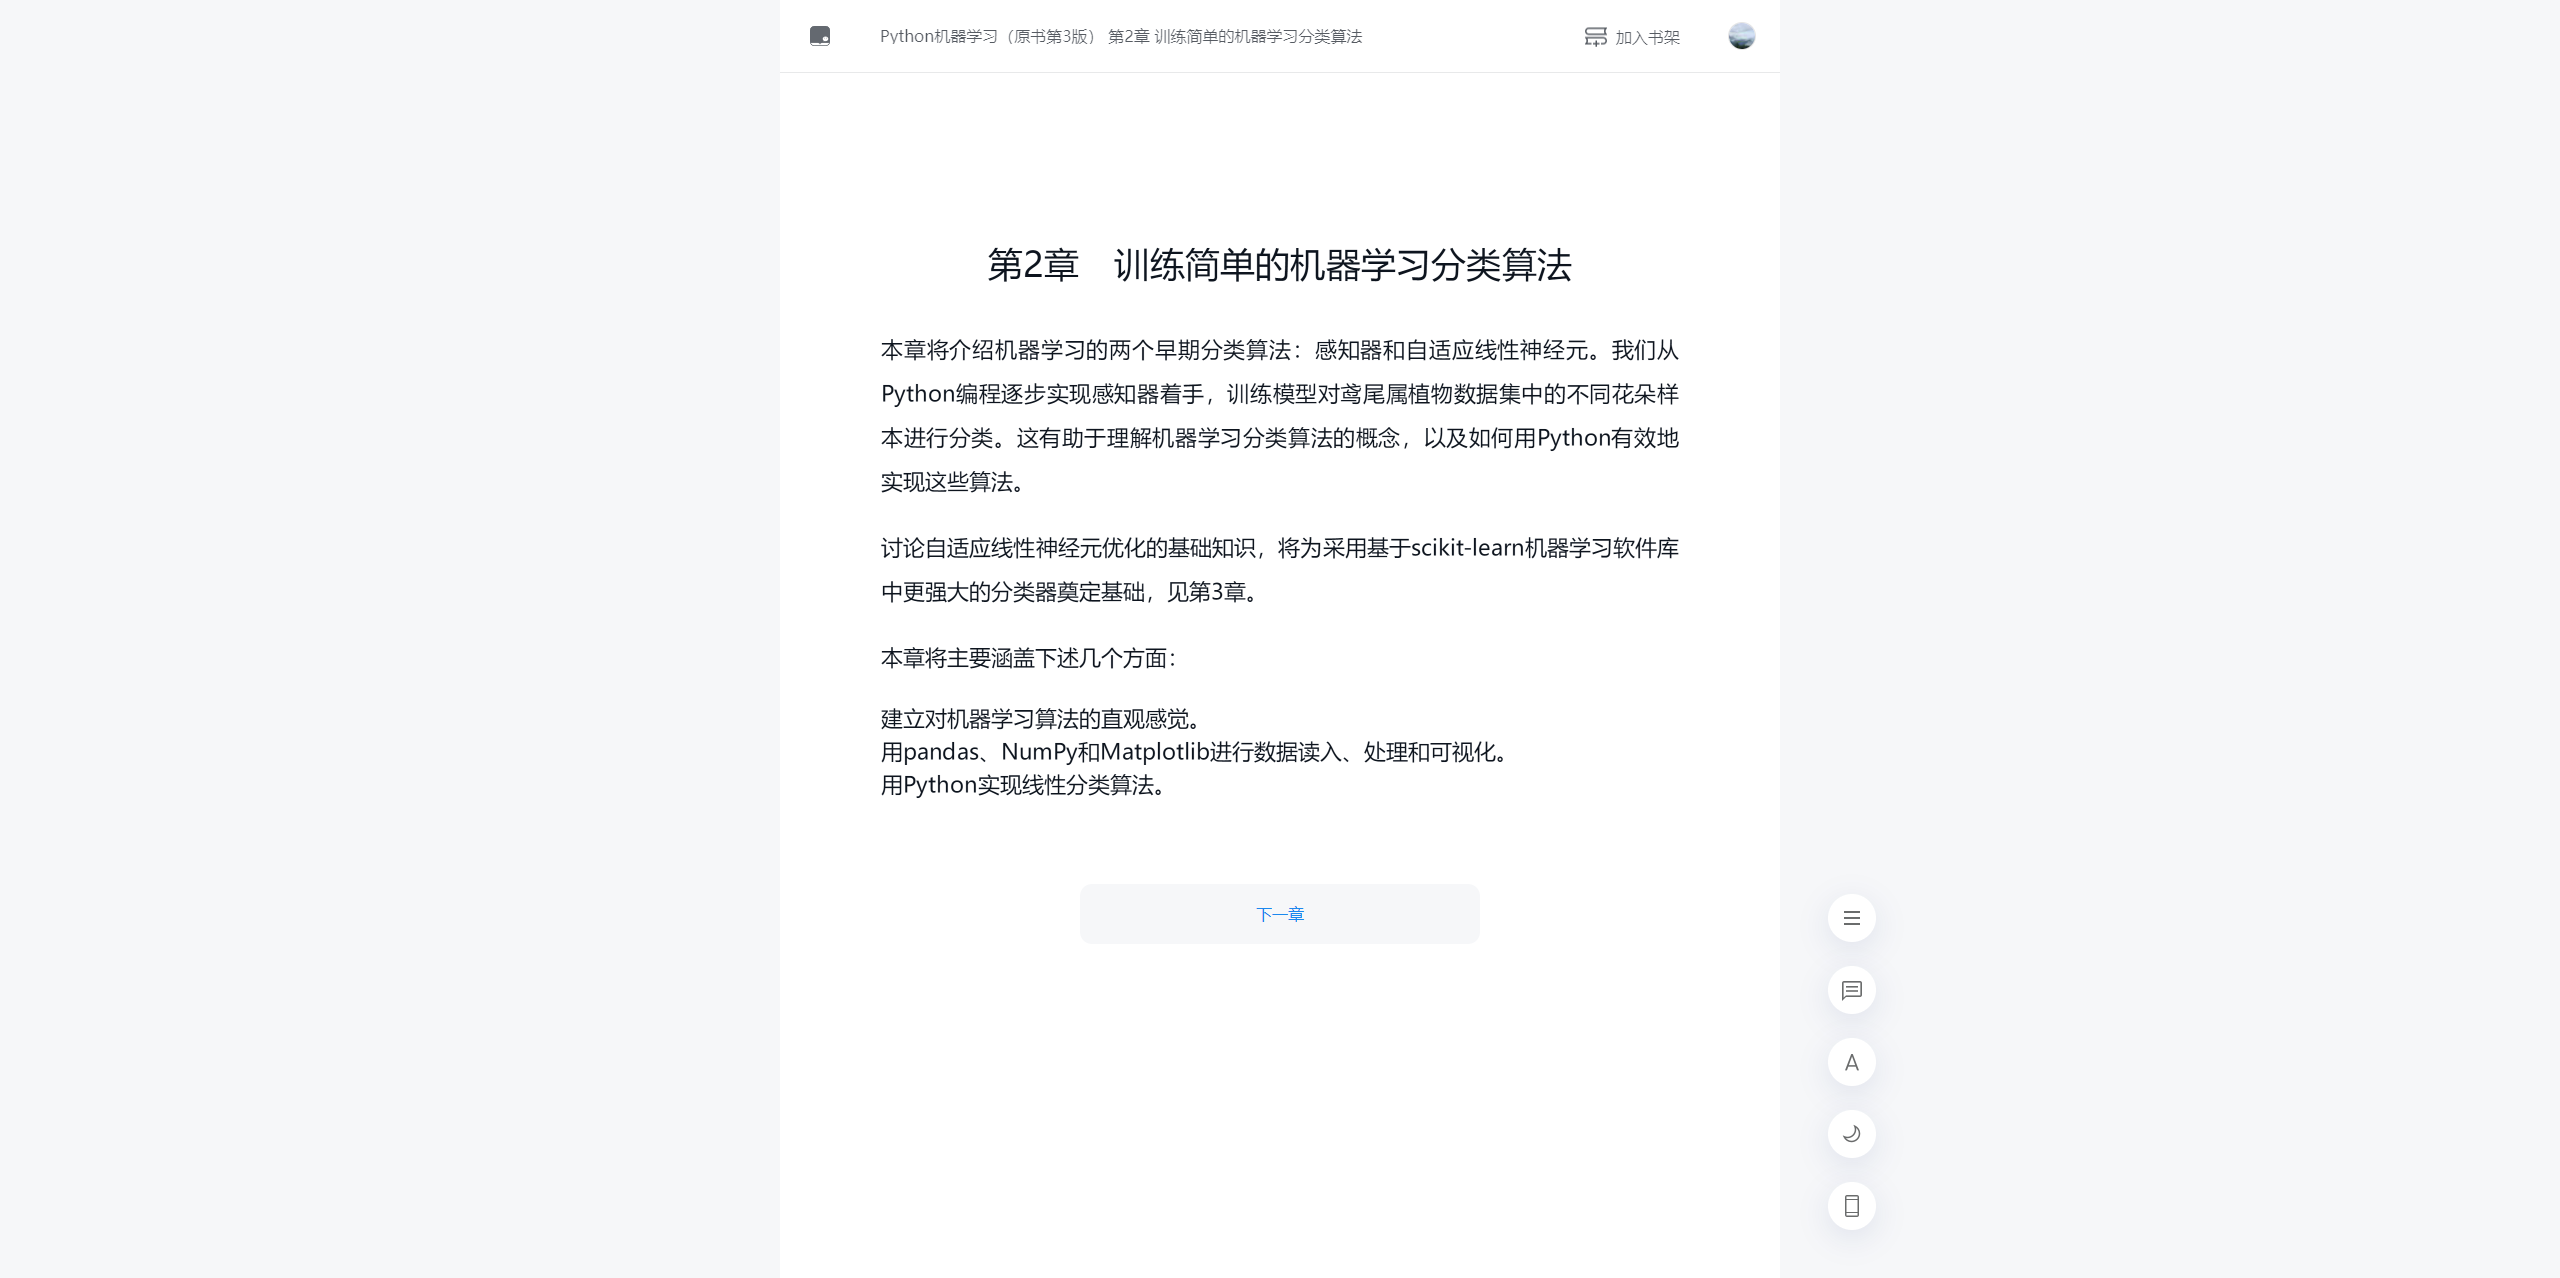 Python机器学习（原书第3版） 第2章 训练简单的机器学习分类算法
加入书架
第2章　训练简单的机器学习分类算法
本章将介绍机器学习的两个早期分类算法：感知器和自适应线性神经元。我们从
Python编程逐步实现感知器着手，训练模型对鸢尾属植物数据集中的不同花朵样
本进行分类。这有助于理解机器学习分类算法的概念，以及如何用Python有效地
实现这些算法。
讨论自适应线性神经元优化的基础知识，将为采用基于scikit-learn机器学习软件库
中更强大的分类器奠定基础，见第3章。
本章将主要涵盖下述几个方面：
建立对机器学习算法的直观感觉。
用pandas、NumPy和Matplotlib进行数据读入、处理和可视化。
用Python实现线性分类算法。
下一章
A